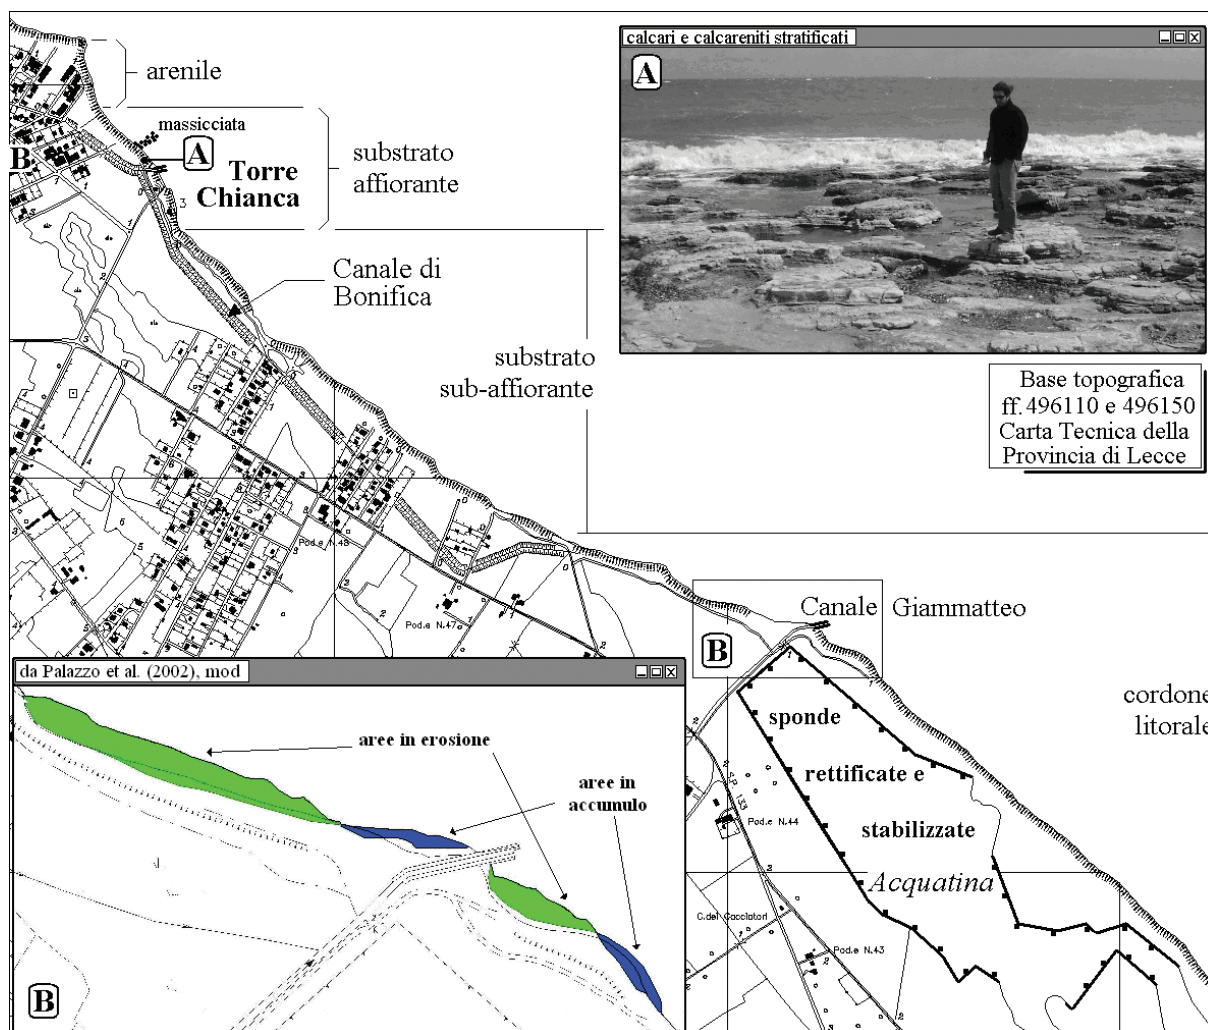 calcari e calcareniti stratificati
A
arenile
massicciata
A
B
Torre
Chianca
substrato
affiorante
Canale di
Bonifica
substrato
sub-affiorante
Base topografica
ff. 496110 e 496150
Carta Tecnica della
Provincia di Lecce
Pod.e N.48
Pod.e N.47
Canale Giammatteo
B
cordone
litorale
sponde
rettificate e
stabilizzate
Acquatina
S.P. 133
Pod.e N.44
C.dei Cacciatori
Pod.e N.43
da Palazzo et al. (2002), mod
aree in erosione
aree in
accumulo
B